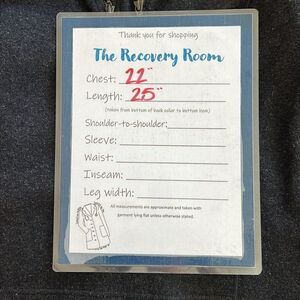 Thank you for shopping
The Recovery Room
Chest: 22"
Length: 25"
(taken from bottom of back collar to bottom hem)
Shoulder-to-shoulder:
Sleeve:
Waist:
Inseam:
Leg width:
All measurements are approximate and taken with
garment lying flat unless otherwise stated.